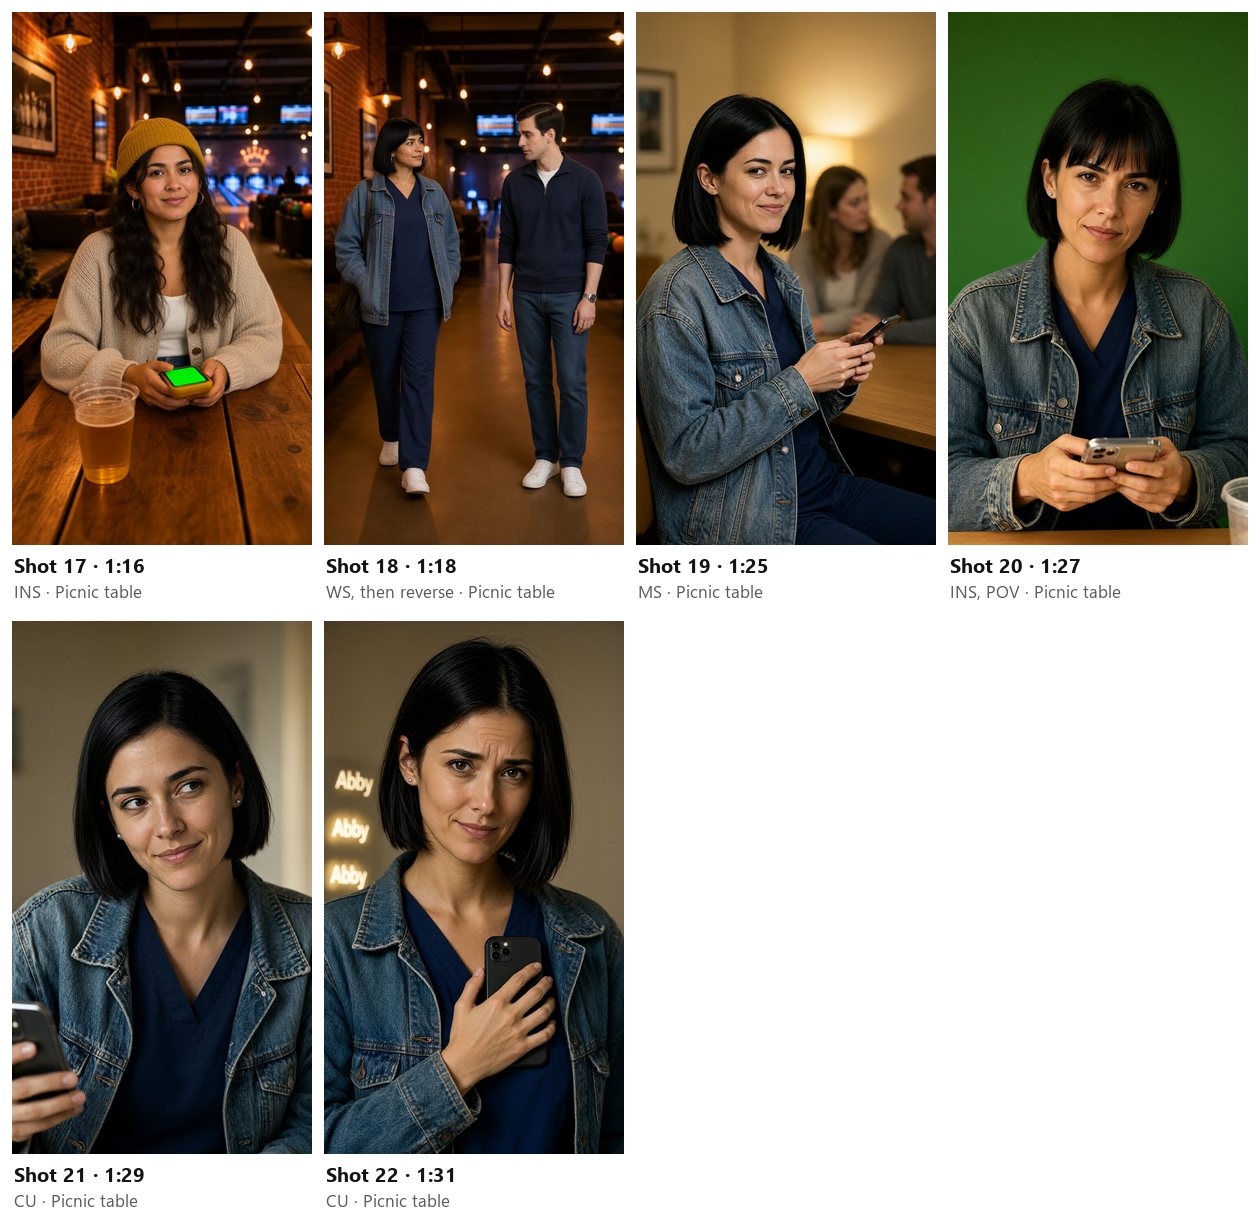 Shot 17 · 1:16
INS · Picnic table
Shot 18 · 1:18
WS, then reverse · Picnic table
Shot 19 · 1:25
MS · Picnic table
Shot 20 · 1:27
INS, POV · Picnic table
Abby
Abby
Abby
Shot 21 · 1:29
CU · Picnic table
Shot 22 · 1:31
CU · Picnic table